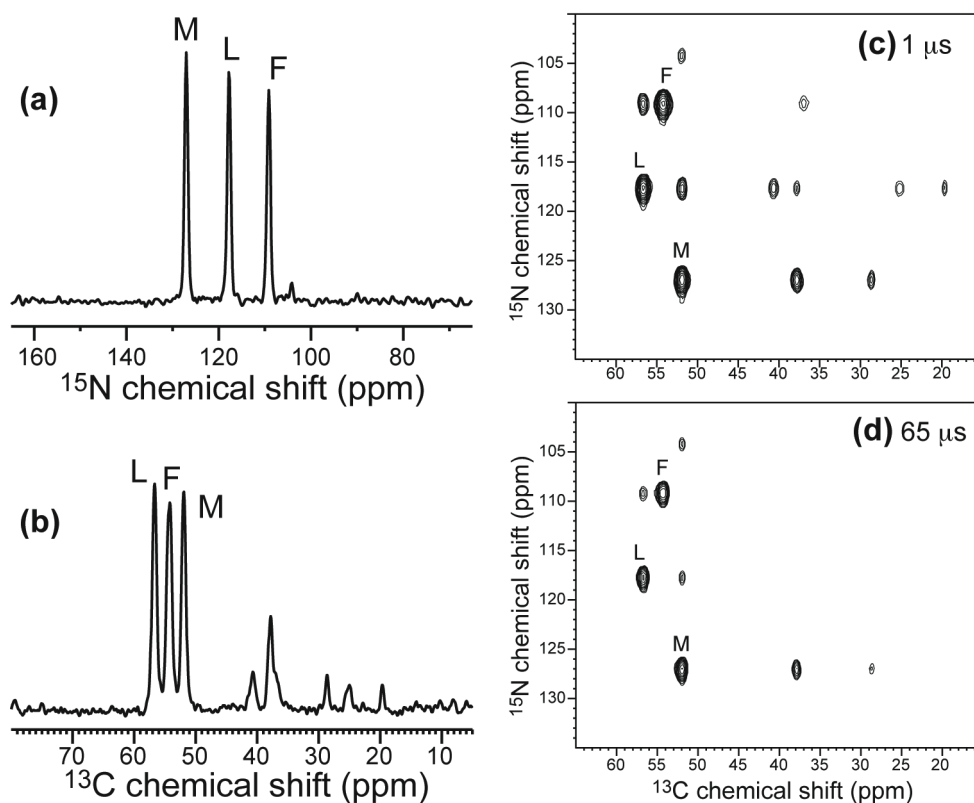 (a)
M
L
F
160 140 120 100 80
15N chemical shift (ppm)
(b)
L
F
M
70 60 50 40 30 20 10
13C chemical shift (ppm)
(c) 1 μs
15N chemical shift (ppm)
105
110
115
120
125
130
F
L
M
60 55 50 45 40 35 30 25 20
(d) 65 μs
15N chemical shift (ppm)
105
110
115
120
125
130
F
L
M
60 55 50 45 40 35 30 25 20
13C chemical shift (ppm)